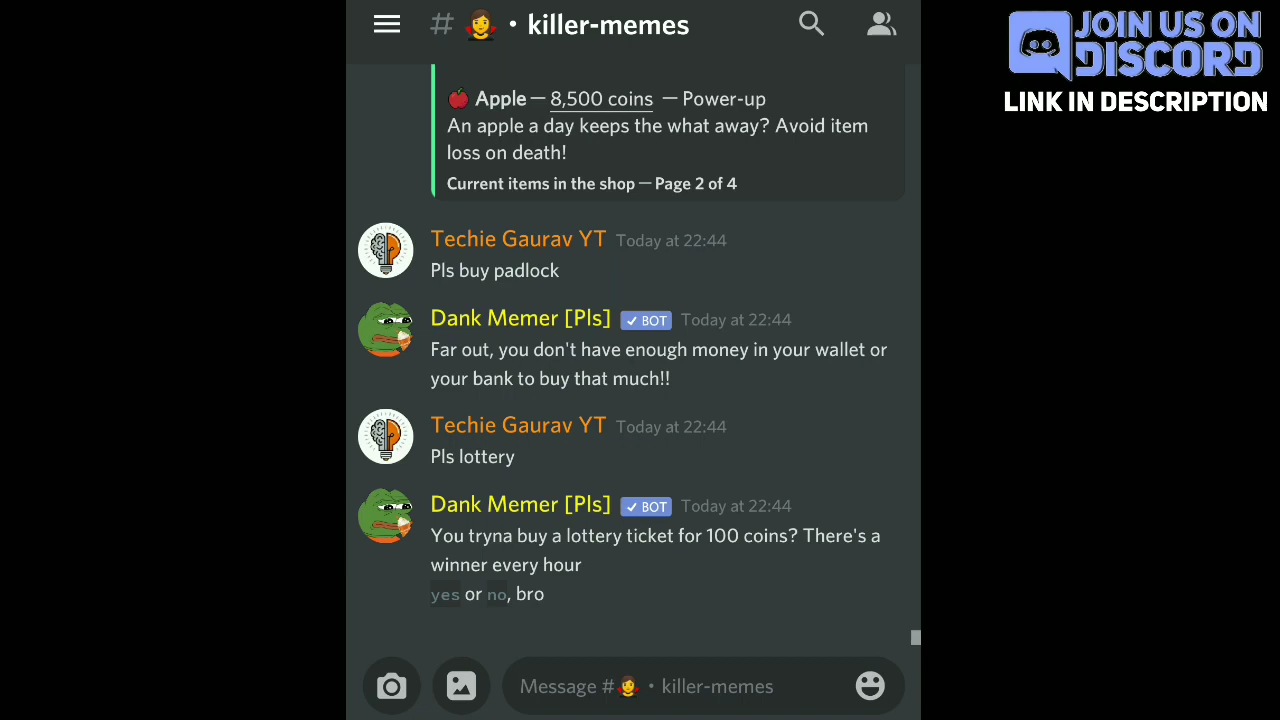 # 🧛‍♀️ • killer-memes
JOIN US ON
DISCORD
LINK IN DESCRIPTION
🍎 Apple — 8,500 coins — Power-up
An apple a day keeps the what away? Avoid item
loss on death!
Current items in the shop — Page 2 of 4
Techie Gaurav YT Today at 22:44
Pls buy padlock
Dank Memer [Pls] ✓ BOT Today at 22:44
Far out, you don't have enough money in your wallet or
your bank to buy that much!!
Techie Gaurav YT Today at 22:44
Pls lottery
Dank Memer [Pls] ✓ BOT Today at 22:44
You tryna buy a lottery ticket for 100 coins? There's a
winner every hour
yes or no, bro
Message #🧛‍♀️ • killer-memes